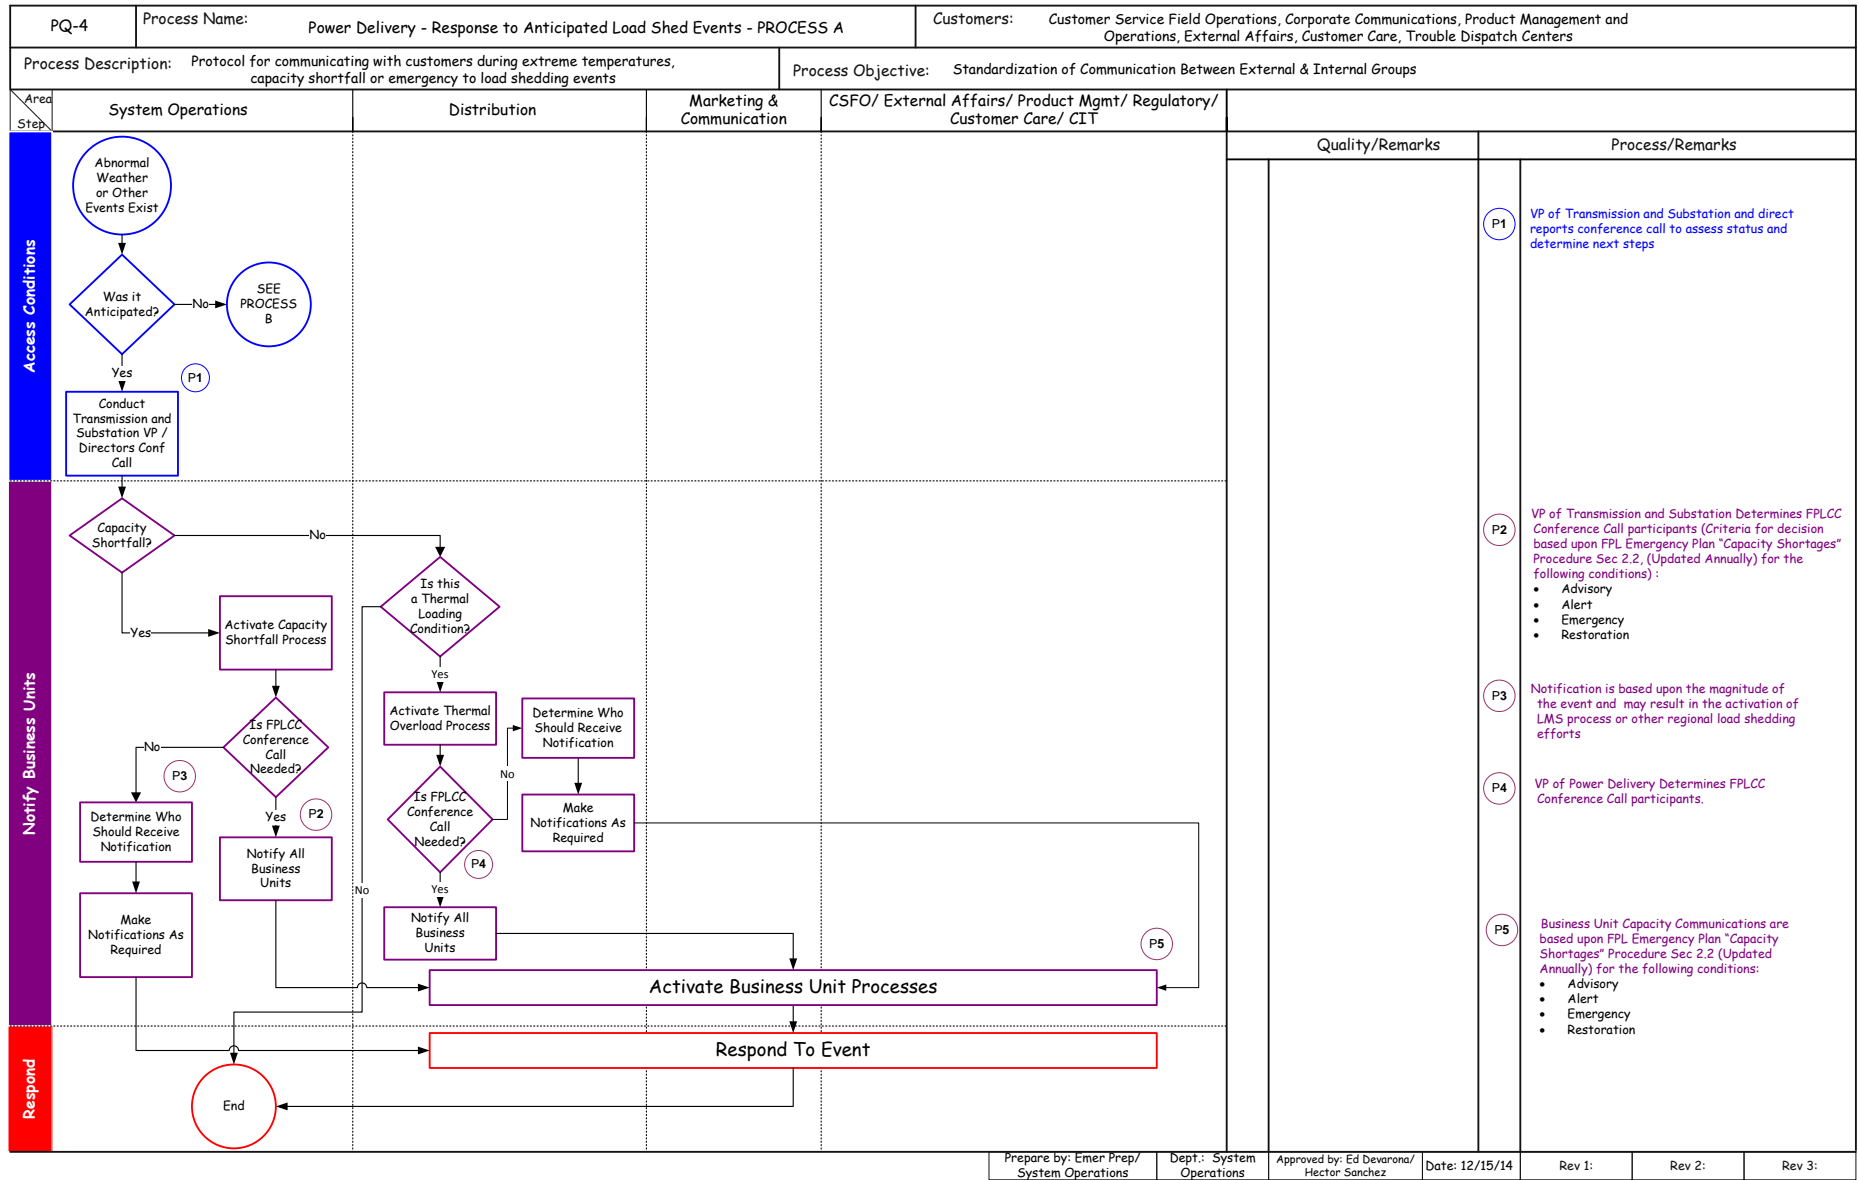 PQ-4
Process Name:
Power Delivery - Response to Anticipated Load Shed Events - PROCESS A
Customers:
Customer Service Field Operations, Corporate Communications, Product Management and
Operations, External Affairs, Customer Care, Trouble Dispatch Centers
Process Description:
Protocol for communicating with customers during extreme temperatures,
capacity shortfall or emergency to load shedding events
Process Objective:
Standardization of Communication Between External & Internal Groups
Area
Step
System Operations
Distribution
Marketing &
Communication
CSFO/ External Affairs/ Product Mgmt/ Regulatory/
Customer Care/ CIT
Quality/Remarks
Process/Remarks
Access Conditions
Abnormal
Weather
or Other
Events Exist
Was it
Anticipated?
No
SEE
PROCESS
B
Yes
P1
Conduct
Transmission and
Substation VP /
Directors Conf
Call
P1
VP of Transmission and Substation and direct
reports conference call to assess status and
determine next steps
Notify Business Units
Capacity
Shortfall?
No
Yes
Activate Capacity
Shortfall Process
Is FPLCC
Conference
Call
Needed?
No
P3
Yes
P2
Determine Who
Should Receive
Notification
Notify All
Business
Units
Make
Notifications As
Required
Is this
a Thermal
Loading
Condition?
Yes
No
Activate Thermal
Overload Process
Is FPLCC
Conference
Call
Needed?
No
P4
Yes
Determine Who
Should Receive
Notification
Make
Notifications As
Required
Notify All
Business
Units
P5
Activate Business Unit Processes
P2
VP of Transmission and Substation Determines FPLCC
Conference Call participants (Criteria for decision
based upon FPL Emergency Plan “Capacity Shortages”
Procedure Sec 2.2, (Updated Annually) for the
following conditions) :
• Advisory
• Alert
• Emergency
• Restoration
P3
Notification is based upon the magnitude of
the event and may result in the activation of
LMS process or other regional load shedding
efforts
P4
VP of Power Delivery Determines FPLCC
Conference Call participants.
P5
Business Unit Capacity Communications are
based upon FPL Emergency Plan “Capacity
Shortages” Procedure Sec 2.2 (Updated
Annually) for the following conditions:
• Advisory
• Alert
• Emergency
• Restoration
Respond
Respond To Event
End
Prepare by: Emer Prep/
System Operations
Dept.: System
Operations
Approved by: Ed Devarona/
Hector Sanchez
Date: 12/15/14
Rev 1:
Rev 2:
Rev 3: